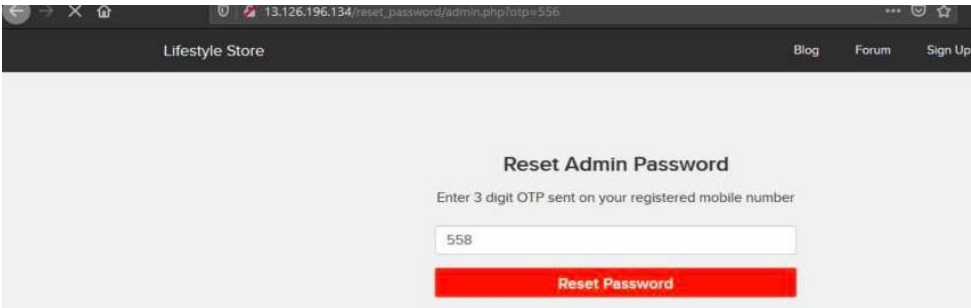 13.126.196.134/reset_password/admin.php?otp=556
Lifestyle Store Blog Forum Sign Up
Reset Admin Password
Enter 3 digit OTP sent on your registered mobile number
558
Reset Password